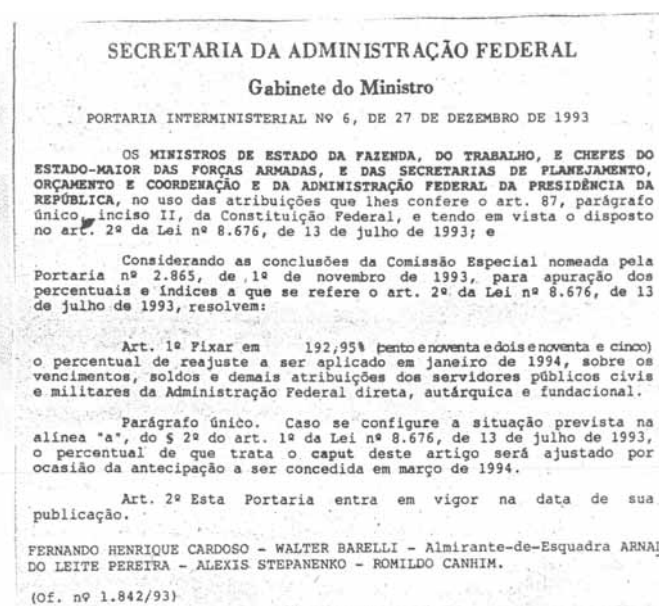 SECRETARIA DA ADMINISTRAÇÃO FEDERAL
Gabinete do Ministro
PORTARIA INTERMINISTERIAL Nº 6, DE 27 DE DEZEMBRO DE 1993
OS MINISTROS DE ESTADO DA FAZENDA, DO TRABALHO, E CHEFES DO
ESTADO-MAIOR DAS FORÇAS ARMADAS, E DAS SECRETARIAS DE PLANEJAMENTO,
ORÇAMENTO E COORDENAÇÃO E DA ADMINISTRAÇÃO FEDERAL DA PRESIDÊNCIA DA
REPÚBLICA, no uso das atribuições que lhes confere o art. 87, parágrafo
único, inciso II, da Constituição Federal, e tendo em vista o disposto
no art. 2º da Lei nº 8.676, de 13 de julho de 1993; e
Considerando as conclusões da Comissão Especial nomeada pela
Portaria nº 2.865, de 1º de novembro de 1993, para apuração dos
percentuais e índices a que se refere o art. 2º da Lei nº 8.676, de 13
de julho de 1993, resolvem:
Art. 1º Fixar em 192,95% (cento e noventa e dois e noventa e cinco)
o percentual de reajuste a ser aplicado em janeiro de 1994, sobre os
vencimentos, soldos e demais atribuições dos servidores públicos civis
e militares da Administração Federal direta, autárquica e fundacional.
Parágrafo único. Caso se configure a situação prevista na
alínea "a", do § 2º do art. 1º da Lei nº 8.676, de 13 de julho de 1993,
o percentual de que trata o caput deste artigo será ajustado por
ocasião da antecipação a ser concedida em março de 1994.
Art. 2º Esta Portaria entra em vigor na data de sua
publicação.
FERNANDO HENRIQUE CARDOSO - WALTER BARELLI - Almirante-de-Esquadra ARNAL
DO LEITE PEREIRA - ALEXIS STEPANENKO - ROMILDO CANHIM.
(Of. nº 1.842/93)